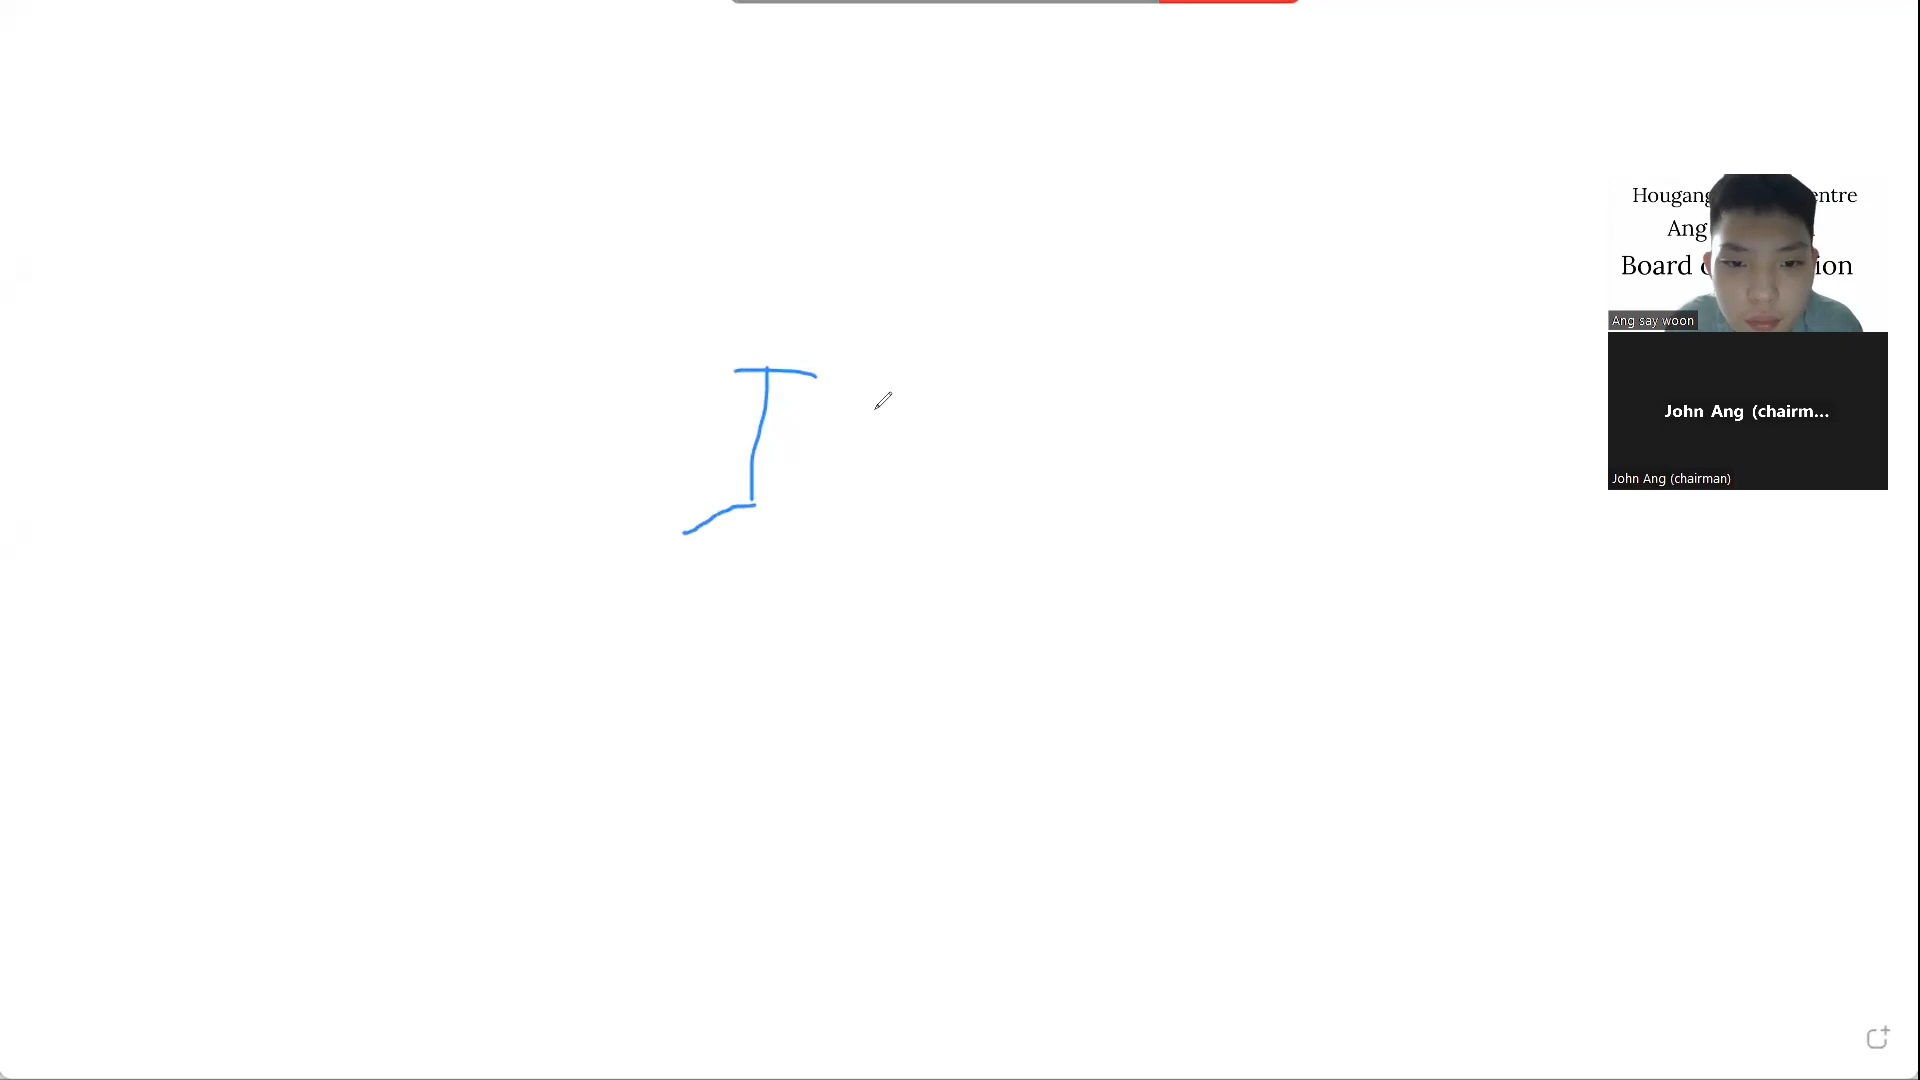 Hougang entre
Ang
Board ion
Ang say woon
John Ang (chairm...
John Ang (chairman)